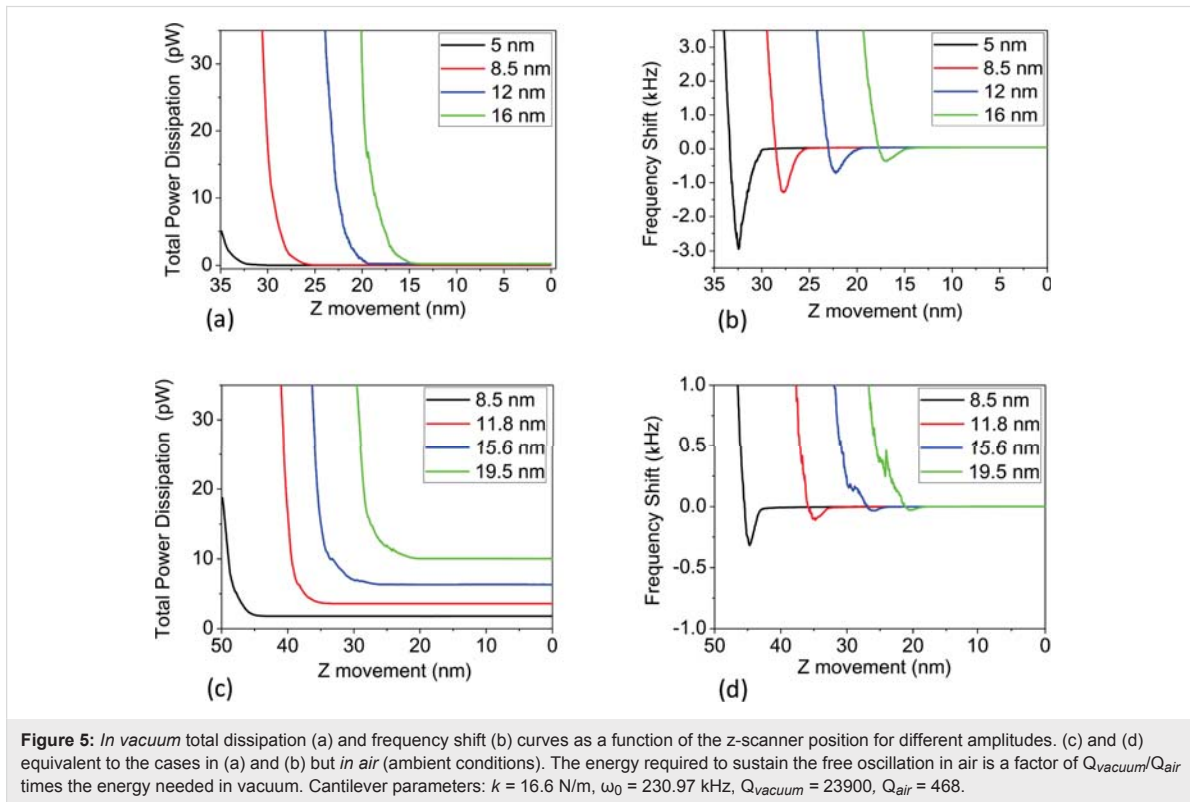 Total Power Dissipation (pW)
30
20
10
0
35 30 25 20 15 10 5 0
Z movement (nm)
5 nm
8.5 nm
12 nm
16 nm
(a)
Frequency Shift (kHz)
3.0
2.0
1.0
0.0
-1.0
-2.0
-3.0
35 30 25 20 15 10 5 0
Z movement (nm)
5 nm
8.5 nm
12 nm
16 nm
(b)
Total Power Dissipation (pW)
30
20
10
0
50 40 30 20 10 0
Z movement (nm)
8.5 nm
11.8 nm
15.6 nm
19.5 nm
(c)
Frequency Shift (kHz)
1.0
0.5
0.0
-0.5
-1.0
50 40 30 20 10 0
Z movement (nm)
8.5 nm
11.8 nm
15.6 nm
19.5 nm
(d)
Figure 5: In vacuum total dissipation (a) and frequency shift (b) curves as a function of the z-scanner position for different amplitudes. (c) and (d)
equivalent to the cases in (a) and (b) but in air (ambient conditions). The energy required to sustain the free oscillation in air is a factor of Qvacuum/Qair
times the energy needed in vacuum. Cantilever parameters: k = 16.6 N/m, ω0 = 230.97 kHz, Qvacuum = 23900, Qair = 468.